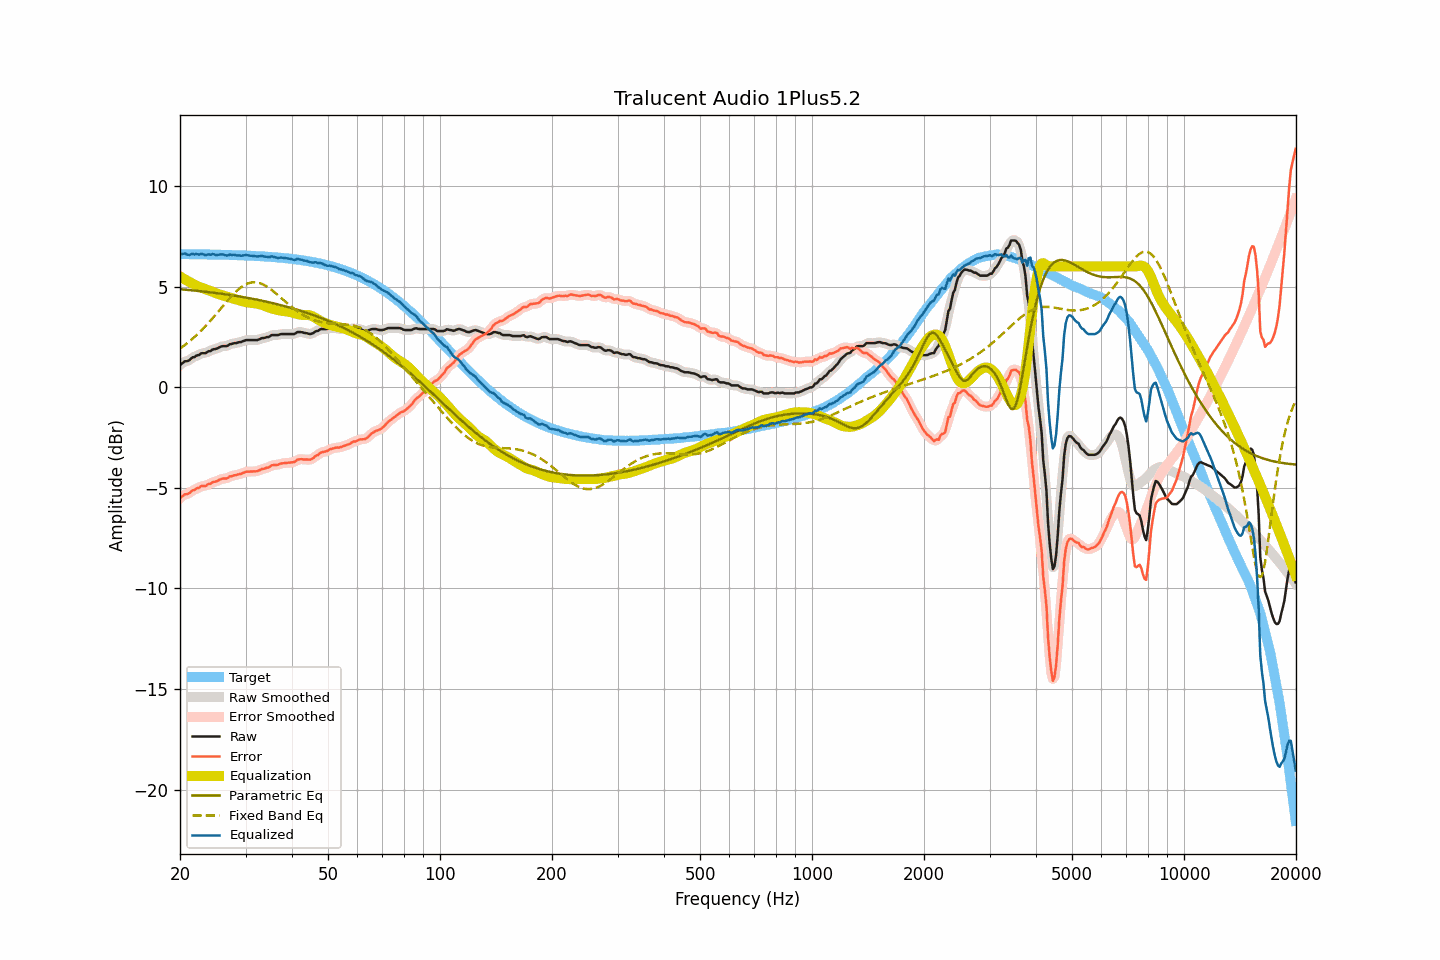 Tralucent Audio 1Plus5.2
10
5
0
−5
−10
−15
−20
Amplitude (dBr)
Target
Raw Smoothed
Error Smoothed
Raw
Error
Equalization
Parametric Eq
Fixed Band Eq
Equalized
20 50 100 200 500 1000 2000 5000 10000 20000
Frequency (Hz)